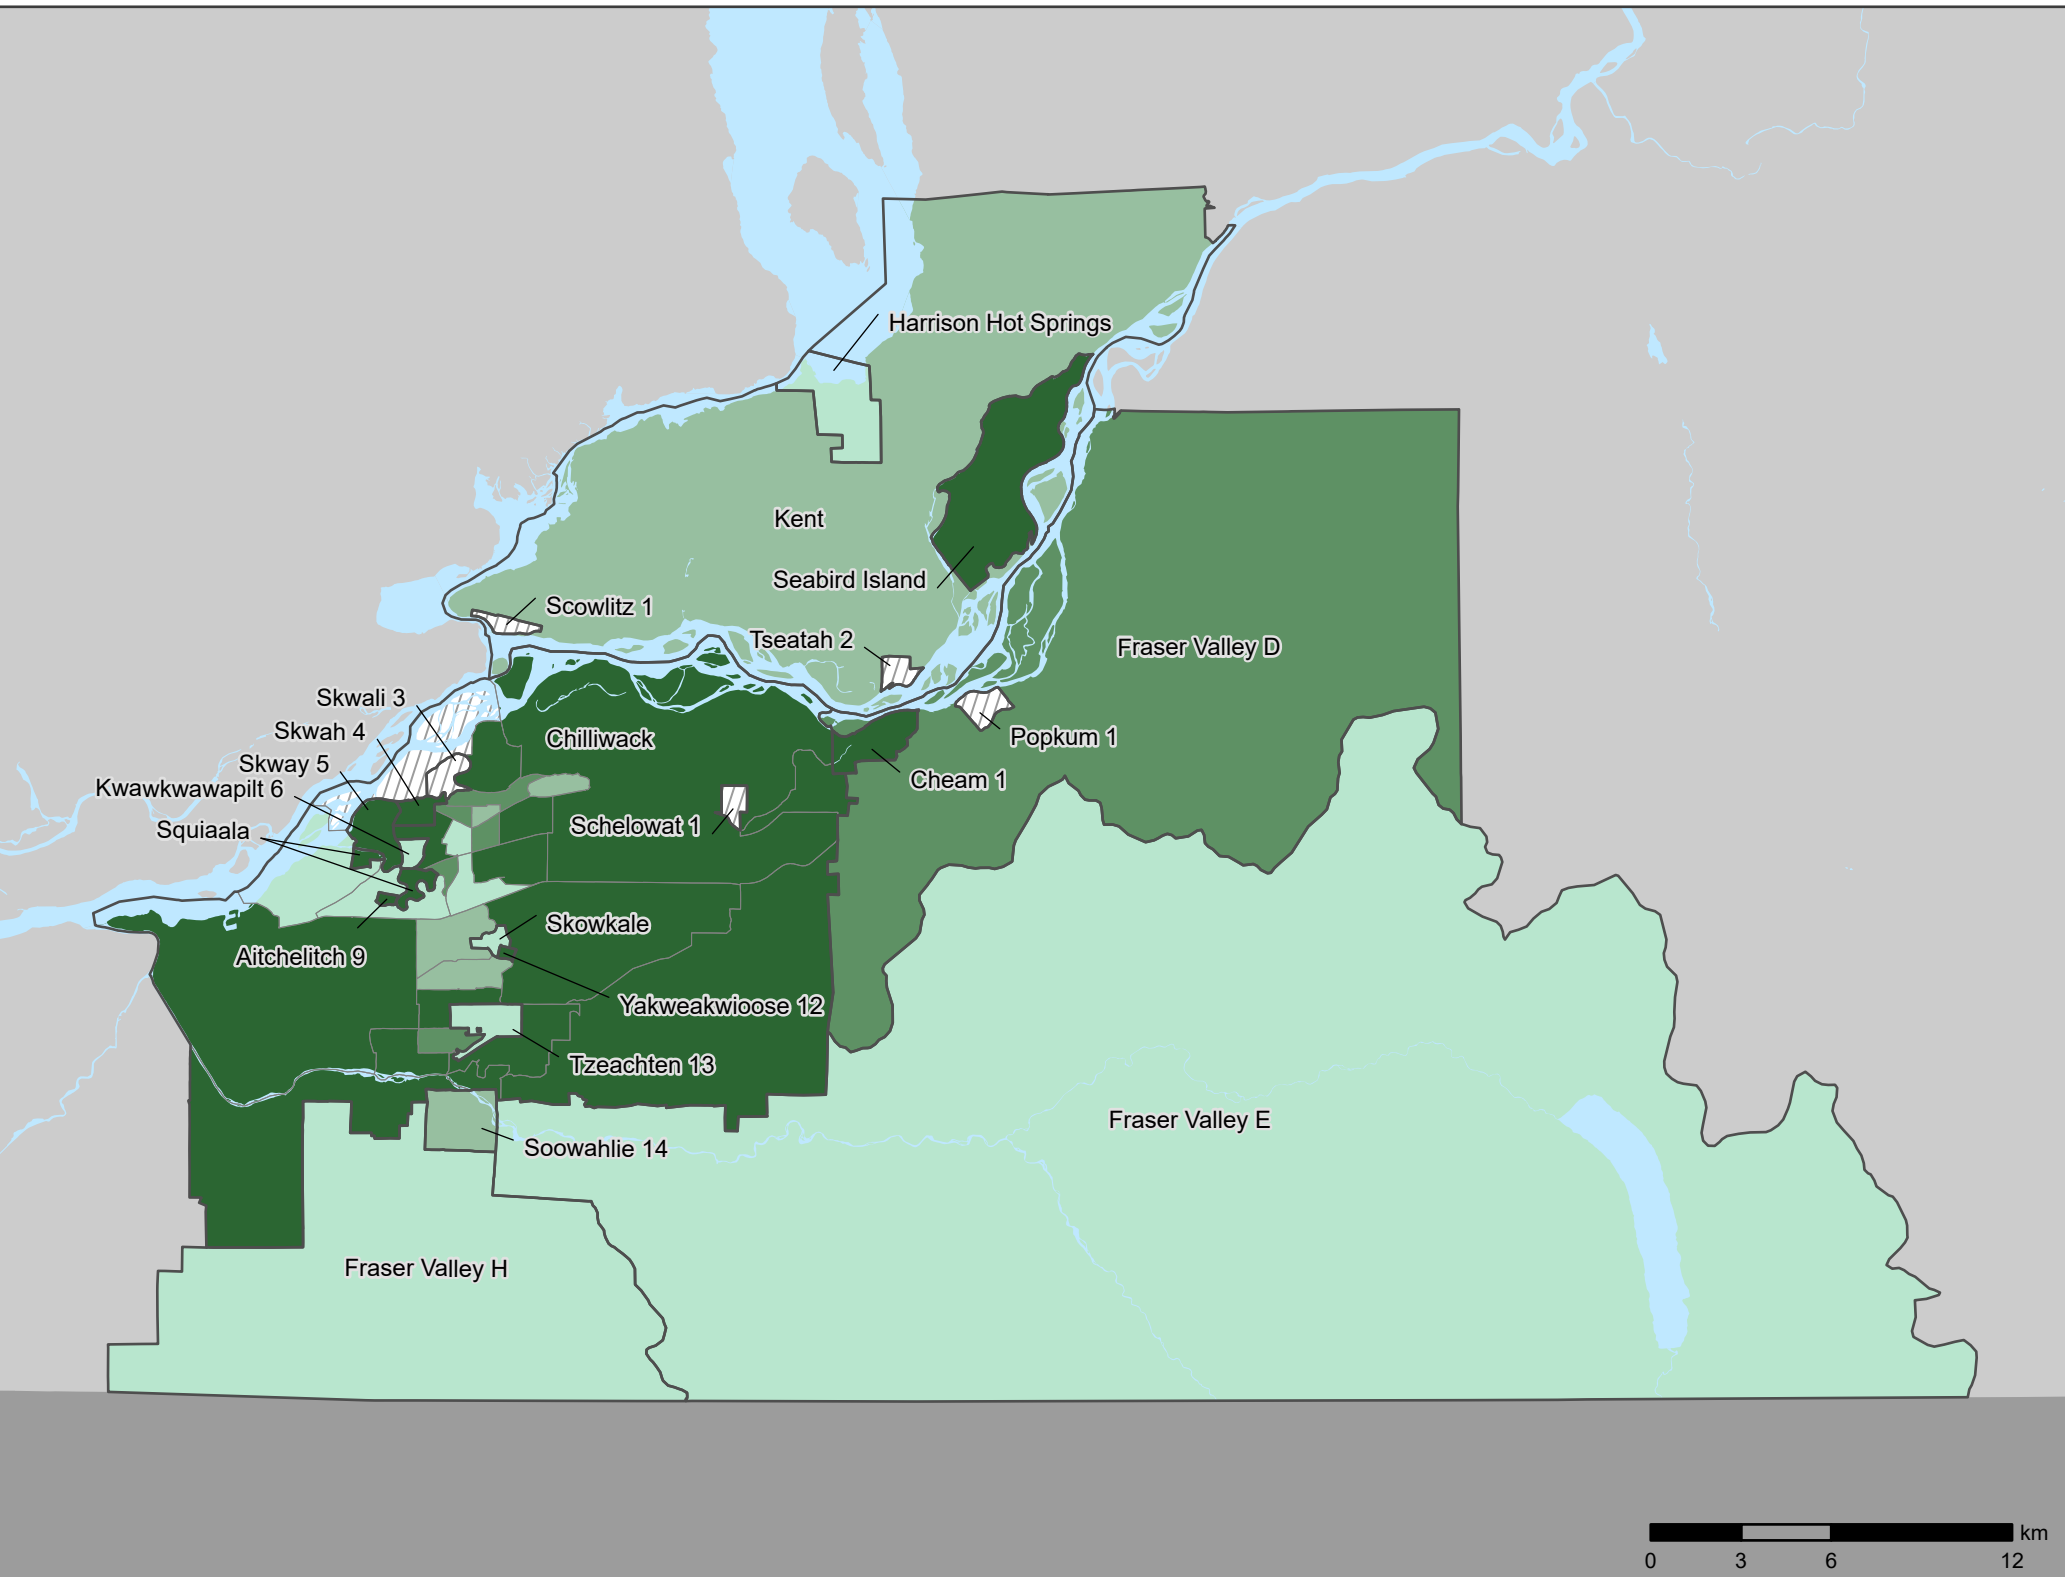 Harrison Hot Springs
Kent
Seabird Island
Scowlitz 1
Tseatah 2
Fraser Valley D
Skwali 3
Skwah 4
Chilliwack
Popkum 1
Skway 5
Cheam 1
Kwawkwawapilt 6
Squiaala
Schelowat 1
Skowkale
Aitchelitch 9
Yakweakwioose 12
Tzeachten 13
Fraser Valley E
Soowahlie 14
Fraser Valley H
km
0 3 6 12